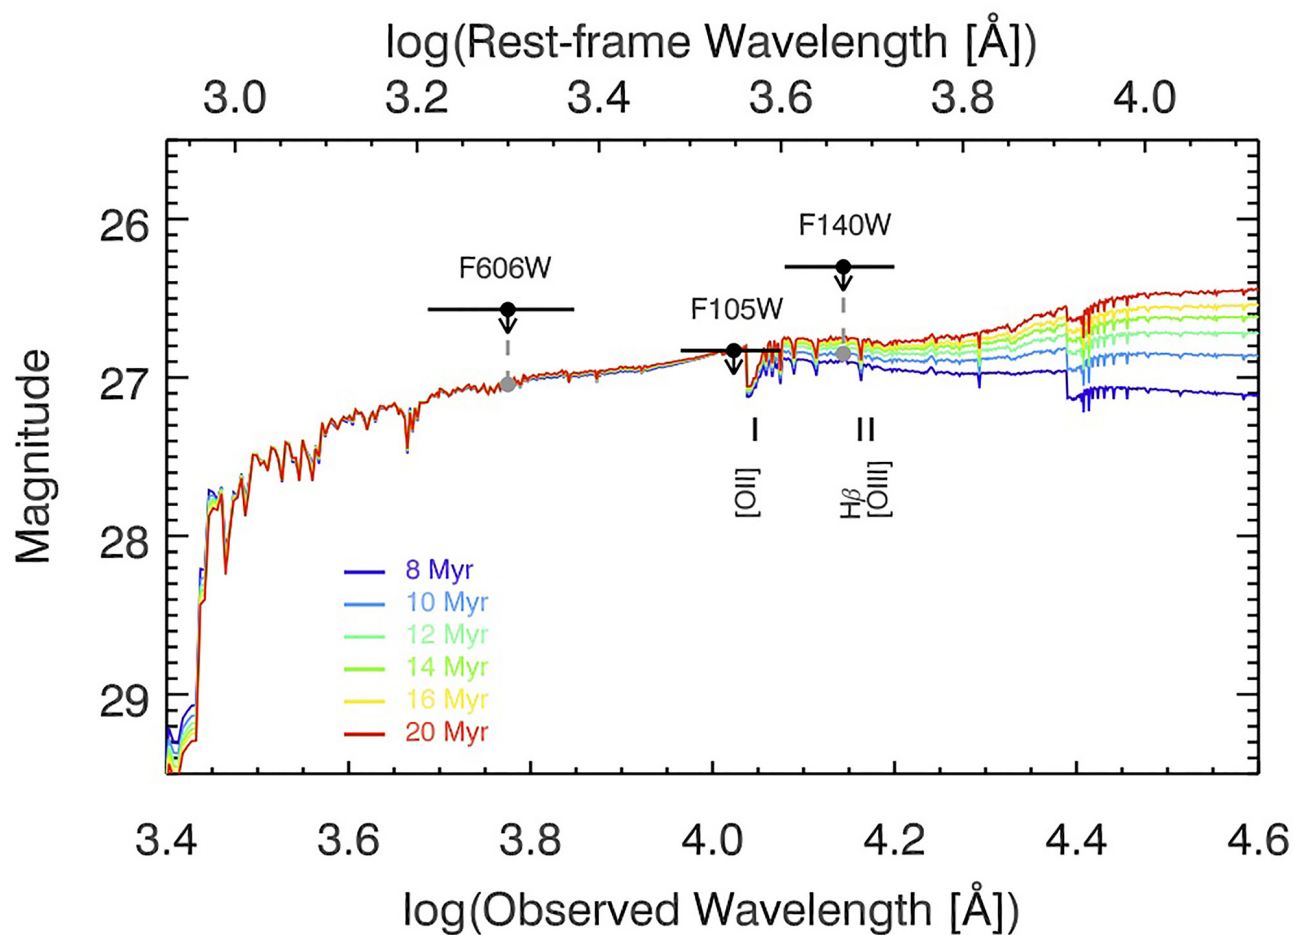 log(Rest-frame Wavelength [Å])
3.0 3.2 3.4 3.6 3.8 4.0
26
27
28
29
Magnitude
F606W
F105W
F140W
[OII]
Hβ
[OIII]
8 Myr
10 Myr
12 Myr
14 Myr
16 Myr
20 Myr
3.4 3.6 3.8 4.0 4.2 4.4 4.6
log(Observed Wavelength [Å])